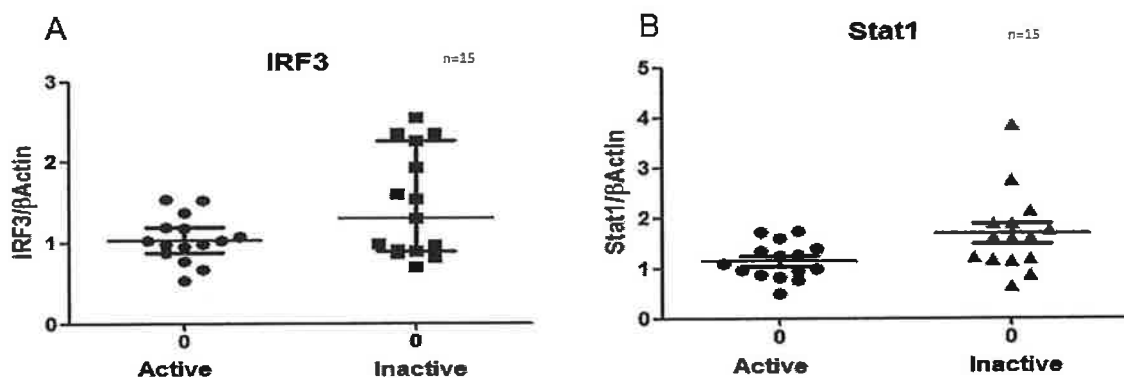 A
IRF3
n=15
IRF3/βActin
3
2
1
0
0
0
Active
Inactive
B
Stat1
n=15
Stat1/βActin
5
4
3
2
1
0
0
0
Active
Inactive